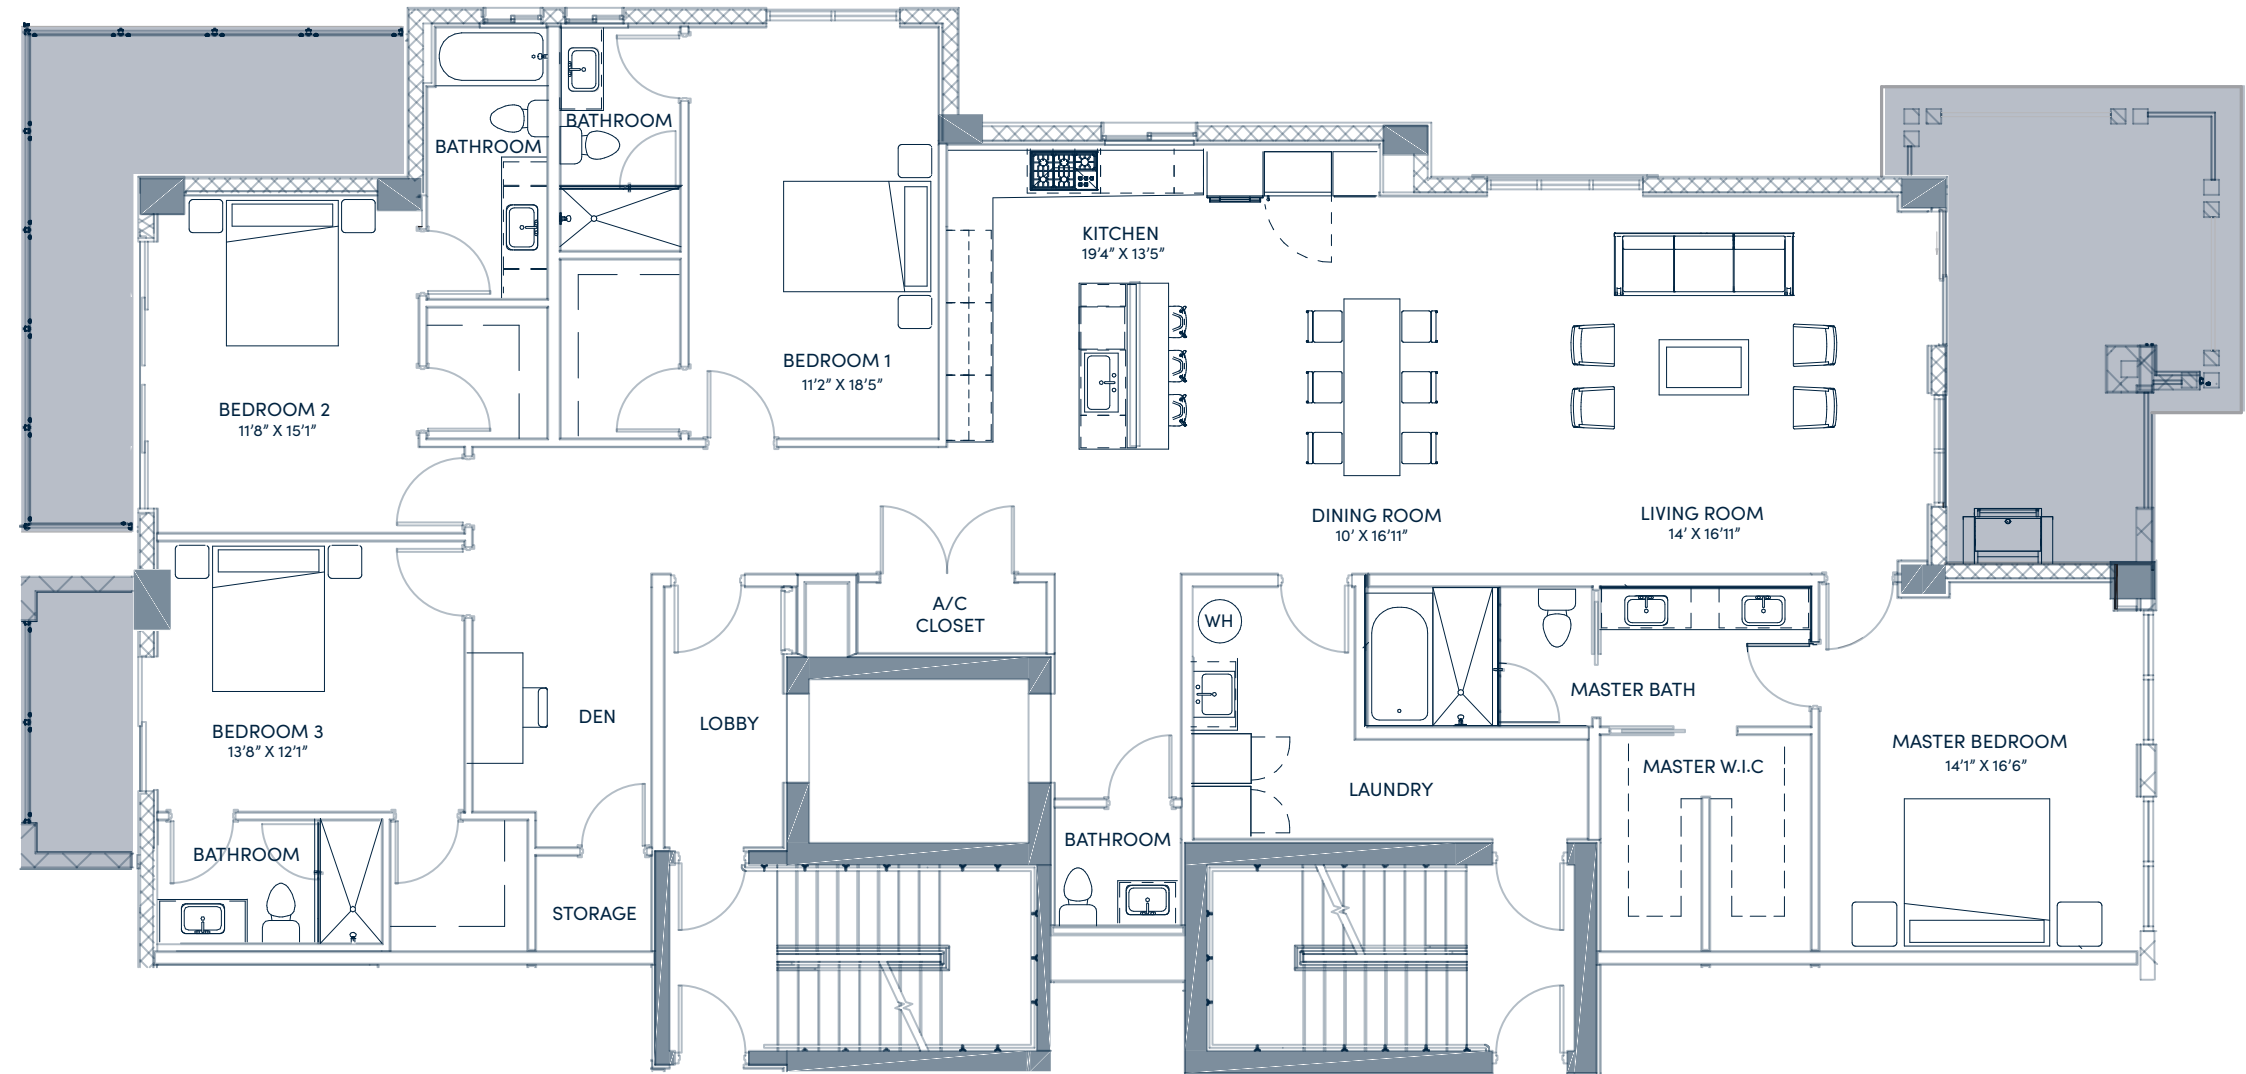 BATHROOM
BATHROOM
KITCHEN
19'4" X 13'5"
BEDROOM 1
11'2" X 18'5"
BEDROOM 2
11'8" X 15'1"
DINING ROOM
10' X 16'11"
LIVING ROOM
14' X 16'11"
A/C
CLOSET
WH
MASTER BATH
BEDROOM 3
13'8" X 12'1"
DEN
LOBBY
MASTER BEDROOM
14'1" X 16'6"
MASTER W.I.C
LAUNDRY
BATHROOM
BATHROOM
STORAGE